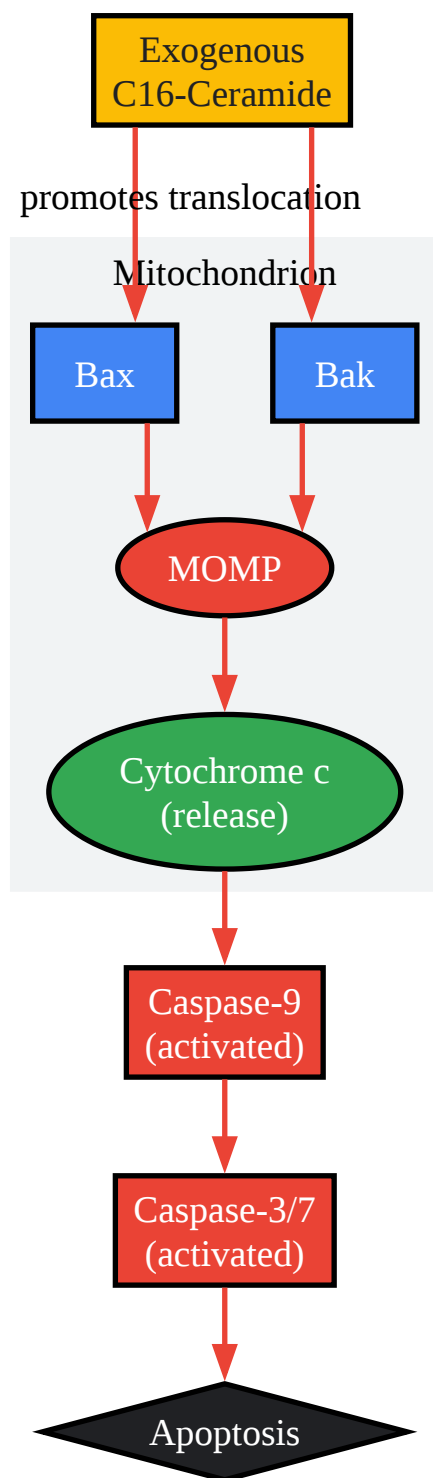 Exogenous
C16-Ceramide
promotes translocation
Mitochondrion
Bax
Bak
MOMP
Cytochrome c
(release)
Caspase-9
(activated)
Caspase-3/7
(activated)
Apoptosis